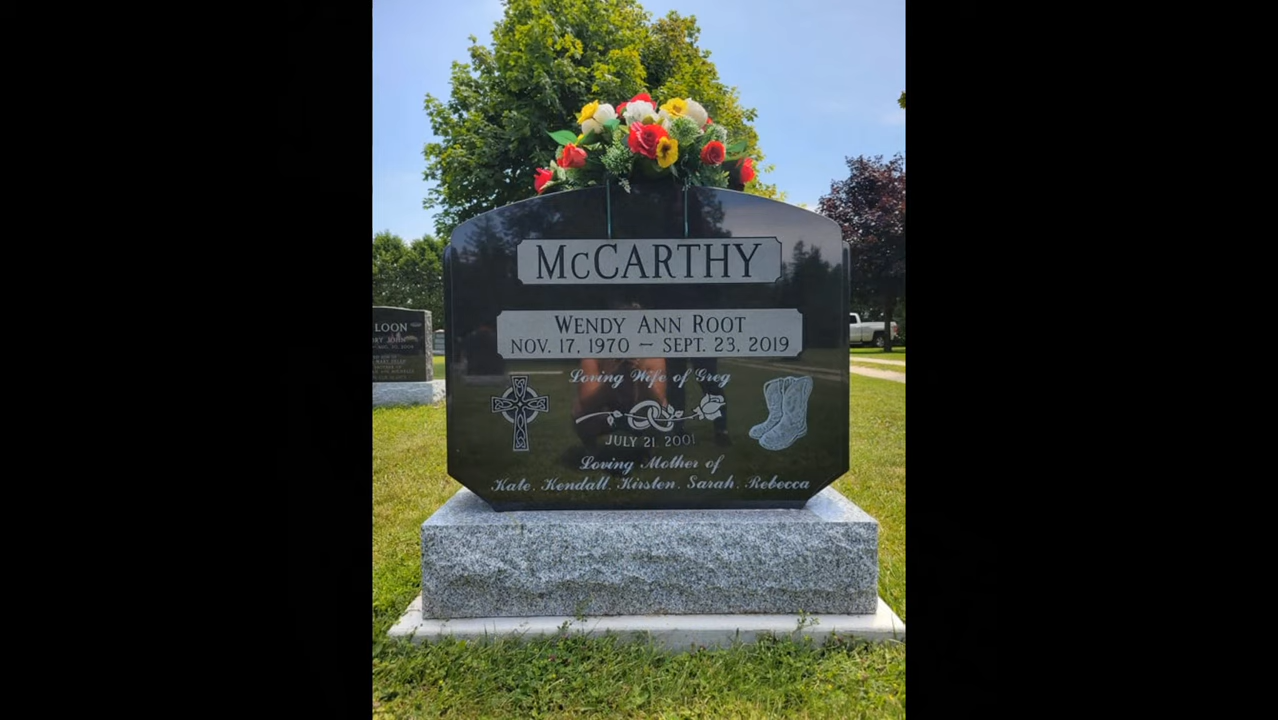 McCARTHY
WENDY ANN ROOT
NOV. 17, 1970 – SEPT. 23, 2019
Loving Wife of Greg
JULY 21, 2001
Loving Mother of
Kate, Kendall, Kirsten, Sarah, Rebecca
LOON